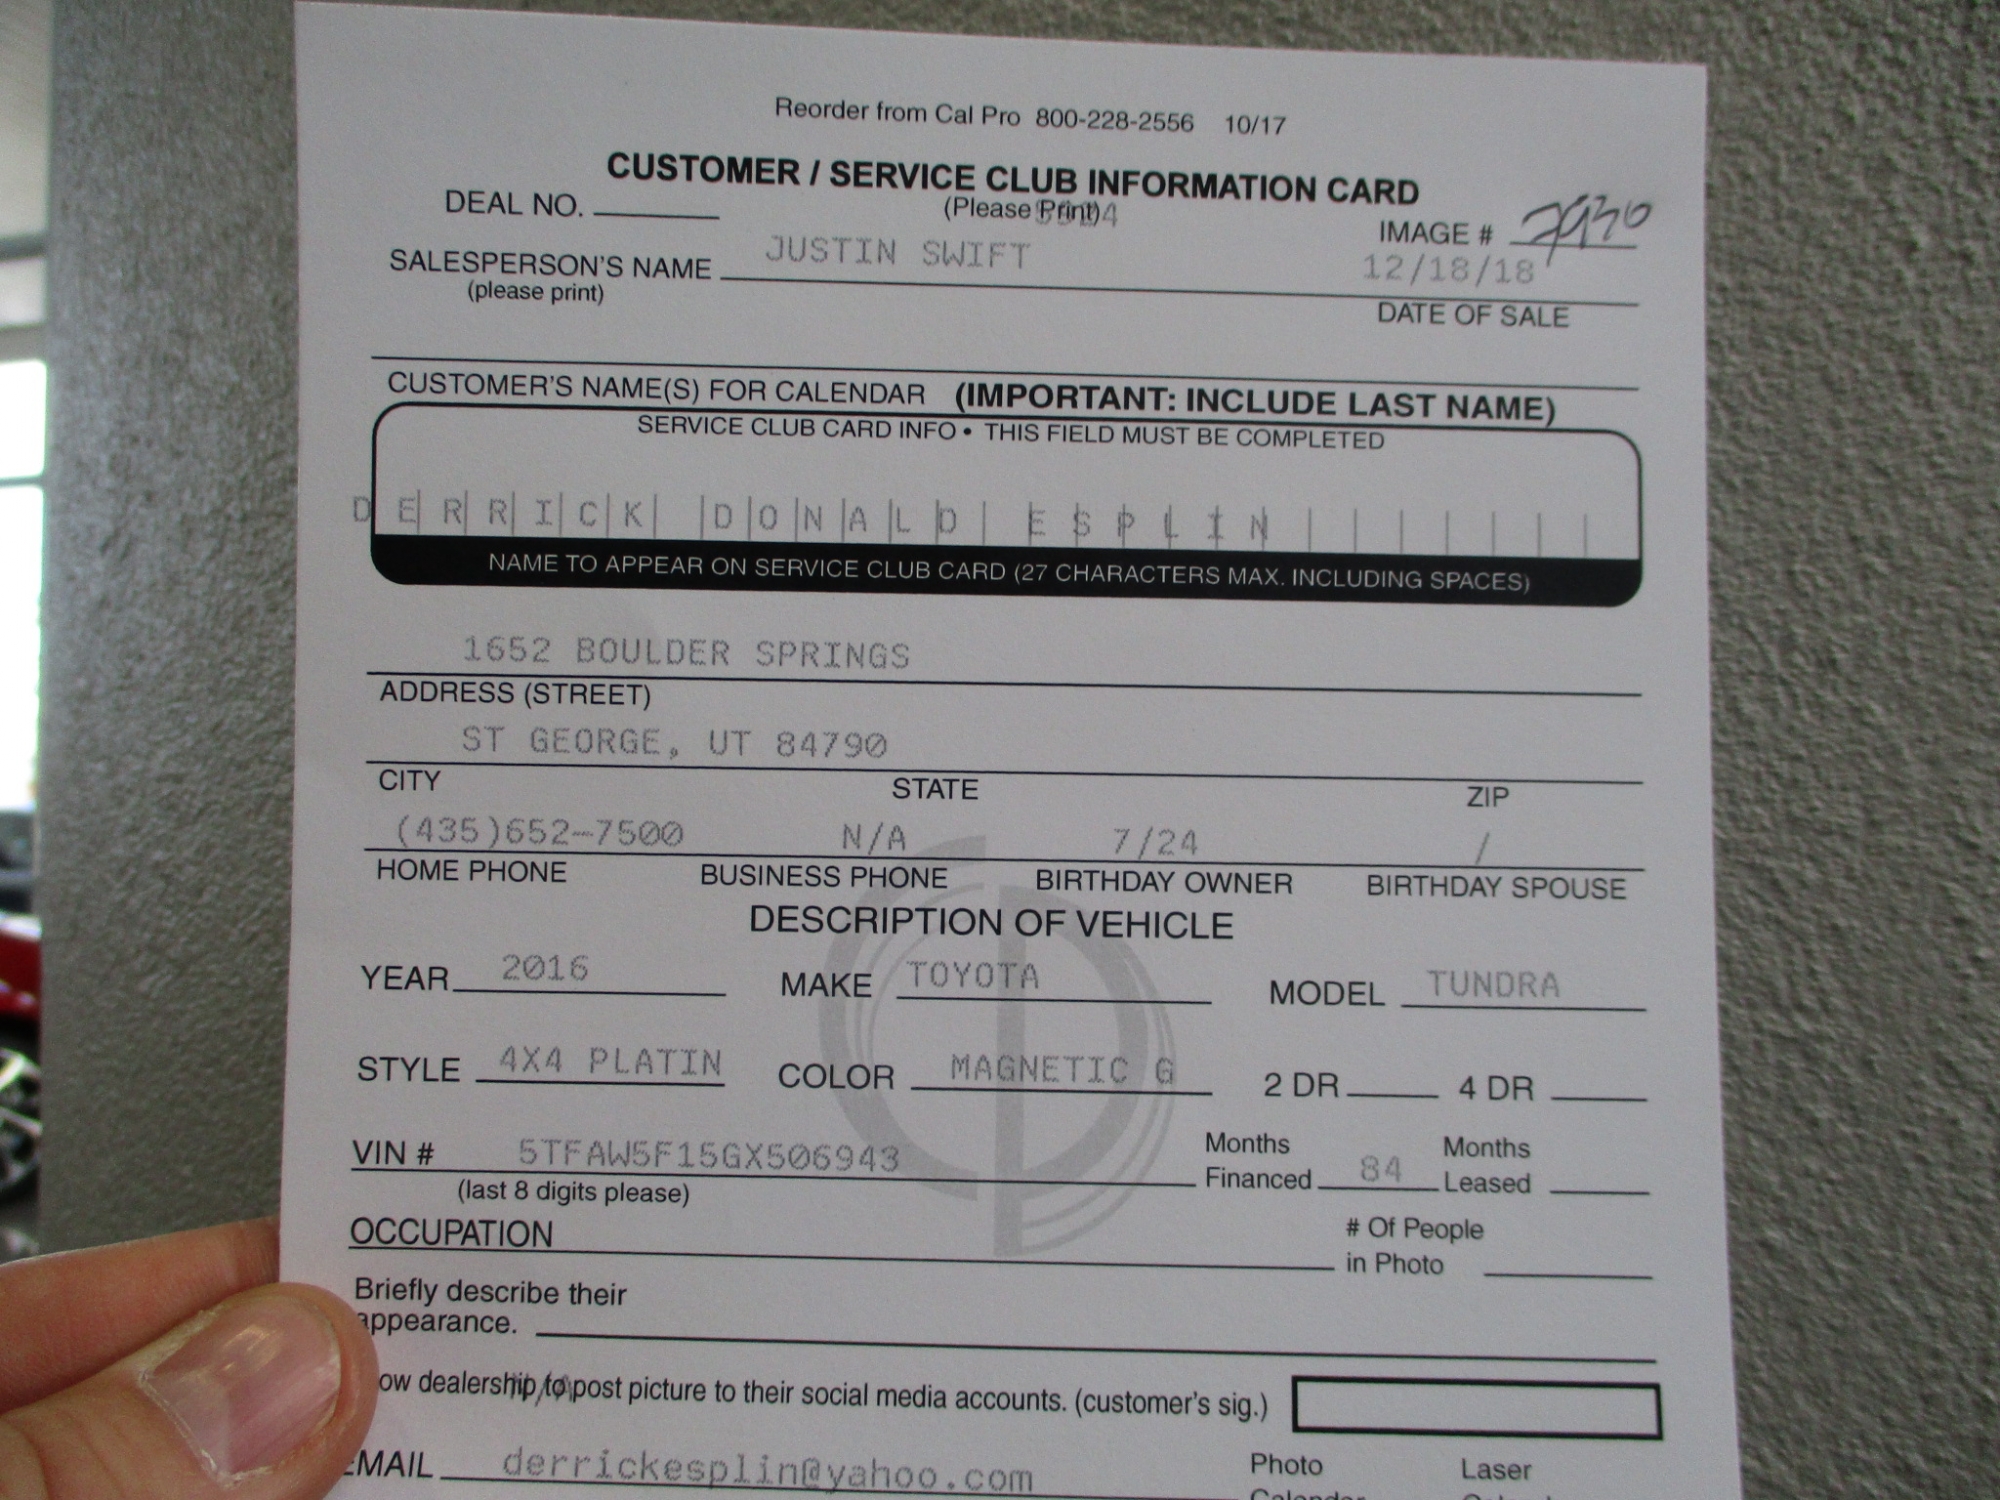 Reorder from Cal Pro 800-228-2556 10/17
CUSTOMER / SERVICE CLUB INFORMATION CARD
DEAL NO. (Please Print)
IMAGE # 7930
SALESPERSON'S NAME JUSTIN SWIFT 12/18/18
(please print) DATE OF SALE
CUSTOMER'S NAME(S) FOR CALENDAR (IMPORTANT: INCLUDE LAST NAME)
SERVICE CLUB CARD INFO • THIS FIELD MUST BE COMPLETED
DERRICK DONALD ESPLIN
NAME TO APPEAR ON SERVICE CLUB CARD (27 CHARACTERS MAX. INCLUDING SPACES)
1652 BOULDER SPRINGS
ADDRESS (STREET)
ST GEORGE, UT 84790
CITY STATE ZIP
(435)652-7500 N/A 7/24 /
HOME PHONE BUSINESS PHONE BIRTHDAY OWNER BIRTHDAY SPOUSE
DESCRIPTION OF VEHICLE
YEAR 2016 MAKE TOYOTA MODEL TUNDRA
STYLE 4X4 PLATIN COLOR MAGNETIC G 2 DR 4 DR
VIN # 5TFAW5F15GX506943 Months Financed 84 Months Leased
(last 8 digits please)
OCCUPATION # Of People in Photo
Briefly describe their
appearance.
ow dealership to post picture to their social media accounts. (customer's sig.)
EMAIL derrickesplin@yahoo.com Photo Laser